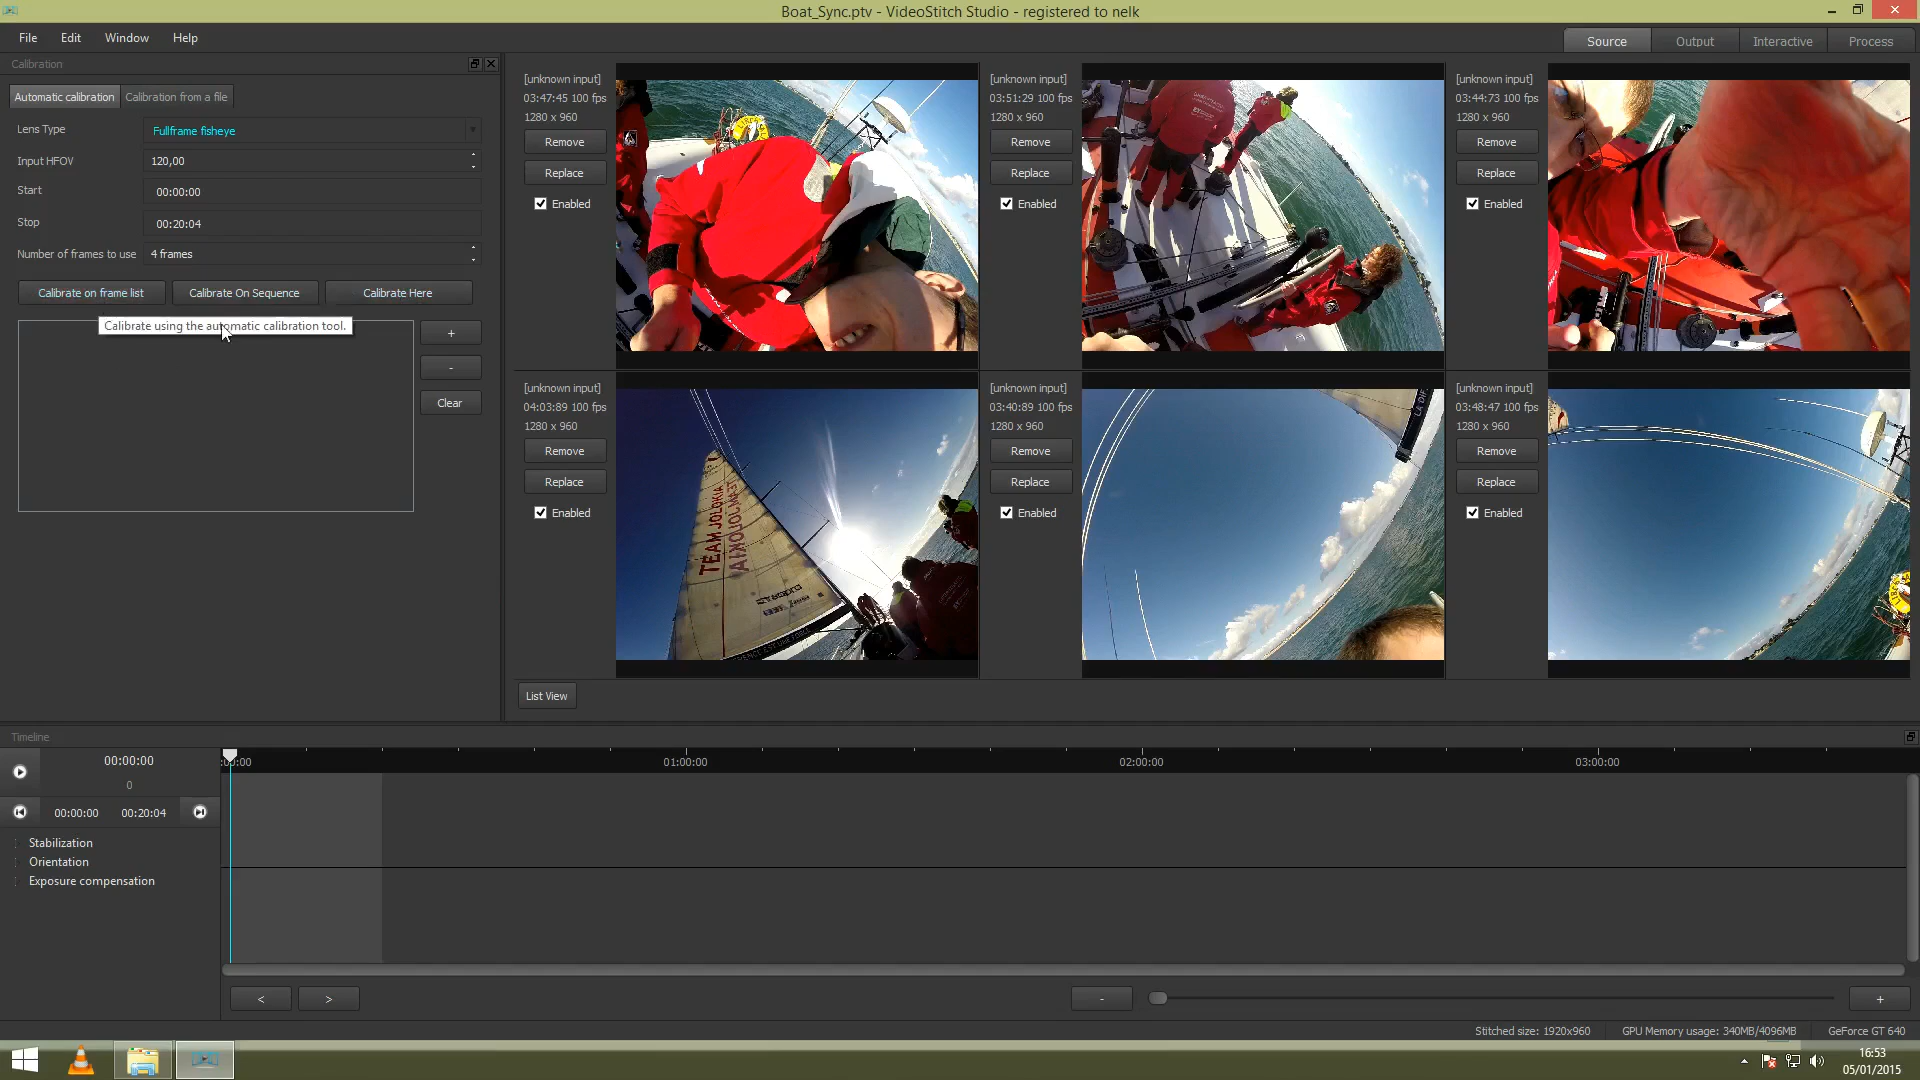 Boat_Sync.ptv - VideoStitch Studio - registered to nelk
File Edit Window Help
Source Output Interactive Process
Calibration
Automatic calibration Calibration from a file
Lens Type Fullframe fisheye
Input HFOV 120,00
Start 00:00:00
Stop 00:20:04
Number of frames to use 4 frames
Calibrate on frame list Calibrate On Sequence Calibrate Here
Calibrate using the automatic calibration tool.
+
-
Clear
[unknown input]
03:47:45 100 fps
1280 x 960
Remove
Replace
Enabled
[unknown input]
03:51:29 100 fps
1280 x 960
Remove
Replace
Enabled
[unknown input]
03:44:73 100 fps
1280 x 960
Remove
Replace
Enabled
[unknown input]
04:03:89 100 fps
1280 x 960
Remove
Replace
Enabled
TEAM JOLOKIA
[unknown input]
03:40:89 100 fps
1280 x 960
Remove
Replace
Enabled
LA DIF
[unknown input]
03:48:47 100 fps
1280 x 960
Remove
Replace
Enabled
List View
Timeline
00:00:00
0
00:00:00 00:20:04
Stabilization
Orientation
Exposure compensation
:00:00 01:00:00 02:00:00 03:00:00
< > - +
Stitched size: 1920x960 GPU Memory usage: 340MB/4096MB GeForce GT 640
16:53
05/01/2015